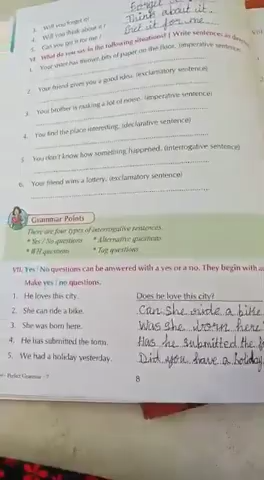 Forget
3. Will you forget it?
Think about it.
4. Will you think about it?
Get it for me.
5. Can you get it for me?
VI What do you say in the following situations? ( Write sentences as
1. Your sister has thrown bits of paper on the floor. (imperative sentence)
2. Your friend gives you a good idea. (exclamatory sentence)
3. Your brother is making a lot of noise. (imperative sentence)
4. You find the place interesting. (declarative sentence)
5. You don't know how something happened. (interrogative sentence)
6. Your friend wins a lottery. (exclamatory sentence)
Grammar Points
There are four types of interrogative sentences.
* Yes / No questions * Alternative questions
* WH questions * Tag questions
VII. Yes / No questions can be answered with a yes or a no. They begin with
Make yes / no questions.
1. He loves this city. Does he love this city?
2. She can ride a bike. Can she ride a bike
3. She was born here. Was she born here
4. He has submitted the form. Has he submitted the
5. We had a holiday yesterday. Did you have a holiday
Perfect Grammar - 7
8